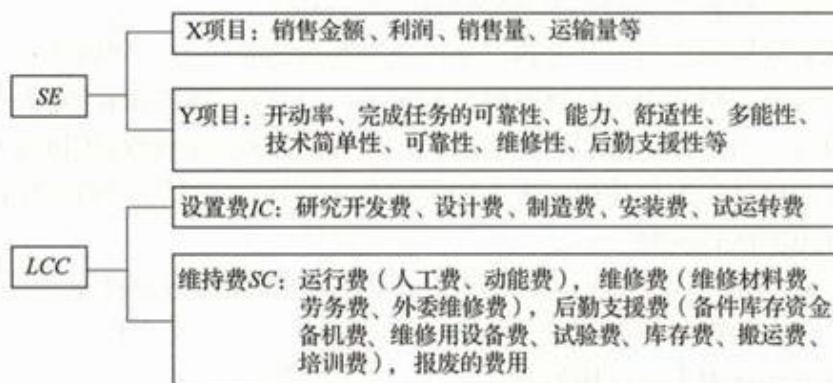 SE
X项目：销售金额、利润、销售量、运输量等
Y项目：开动率、完成任务的可靠性、能力、舒适性、多能性、
技术简单性、可靠性、维修性、后勤支援性等
LCC
设置费IC：研究开发费、设计费、制造费、安装费、试运转费
维持费SC：运行费（人工费、动能费），维修费（维修材料费、
劳务费、外委维修费），后勤支援费（备件库存资金
备机费、维修用设备费、试验费、库存费、搬运费、
培训费），报废的费用